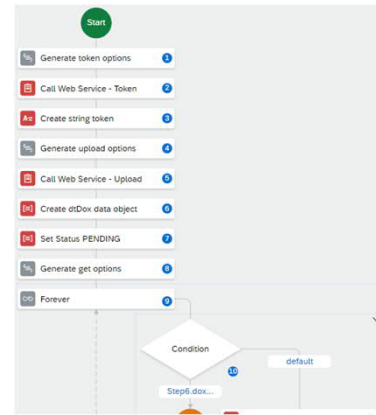 Start
Generate token options 1
Call Web Service - Token 2
Create string token 3
Generate upload options 4
Call Web Service - Upload 5
Create dtDox data object 6
Set Status PENDING 7
Generate get options 8
Forever 9
Condition
10
default
Step6.dox...